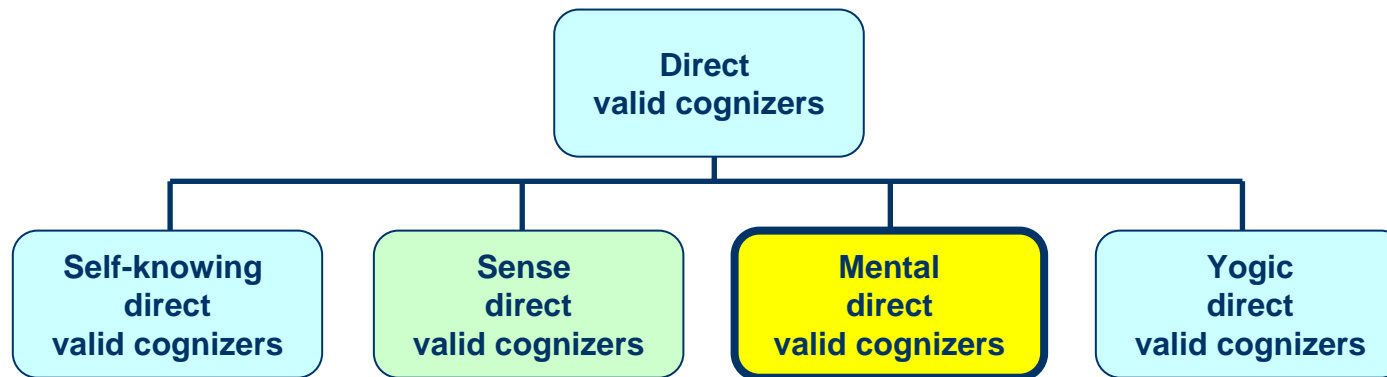 Direct
valid cognizers
Self-knowing
direct
valid cognizers
Sense
direct
valid cognizers
Mental
direct
valid cognizers
Yogic
direct
valid cognizers